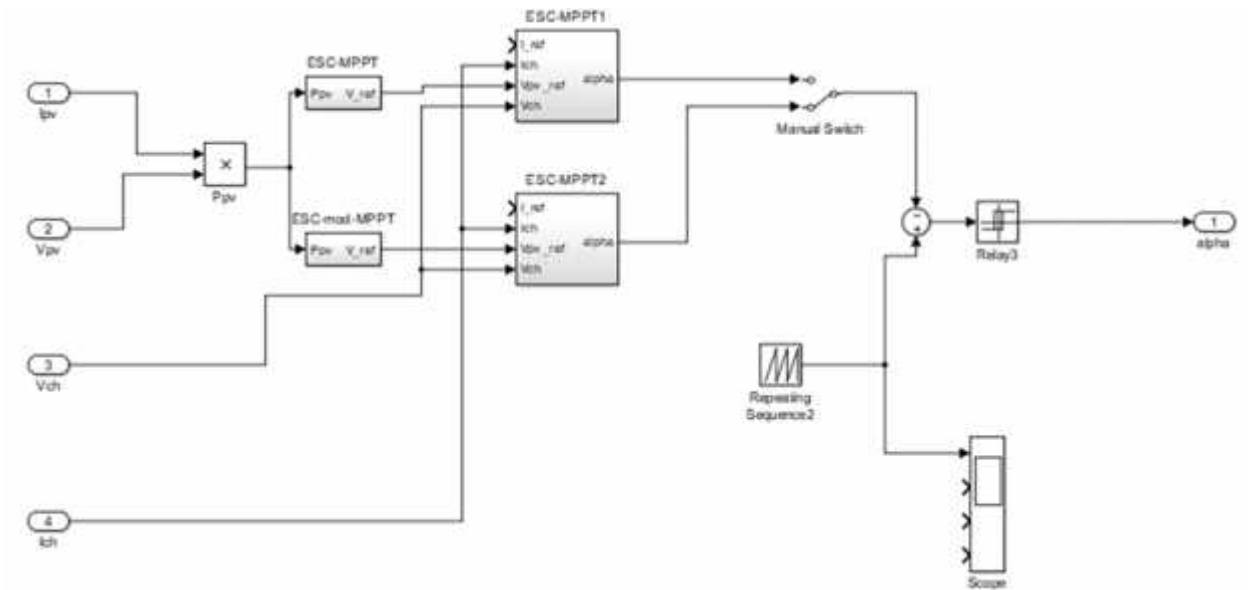 ESC-MPPT1
I_ref
Ich
Vpv_ref
Vch
alpha
ESC-MPPT
Ppv V_ref
1
Ipv
×
Ppv
2
Vpv
ESC-mod-MPPT
Ppv V_ref
ESC-MPPT2
I_ref
Ich
Vpv_ref
Vch
alpha
Manual Switch
Relay3
1
alpha
3
Vch
Repeating
Sequence2
4
Ich
Scope